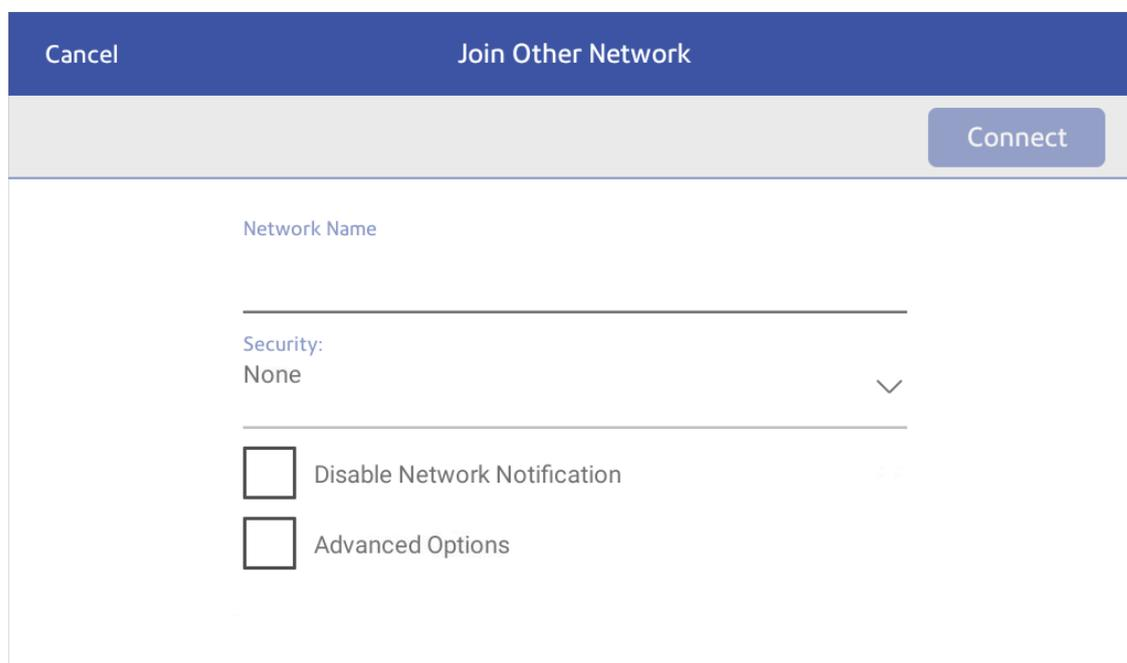 Cancel
Join Other Network
Connect
Network Name
Security:
None
Disable Network Notification
Advanced Options